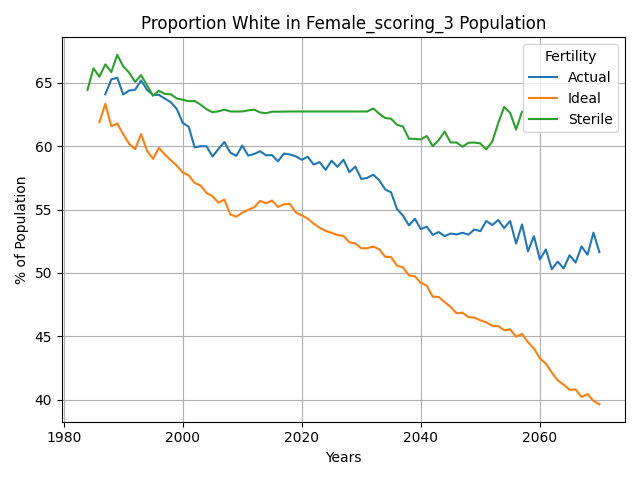 Proportion White in Female_scoring_3 Population
Fertility
Actual
Ideal
Sterile
% of Population
65
60
55
50
45
40
1980
2000
2020
2040
2060
Years